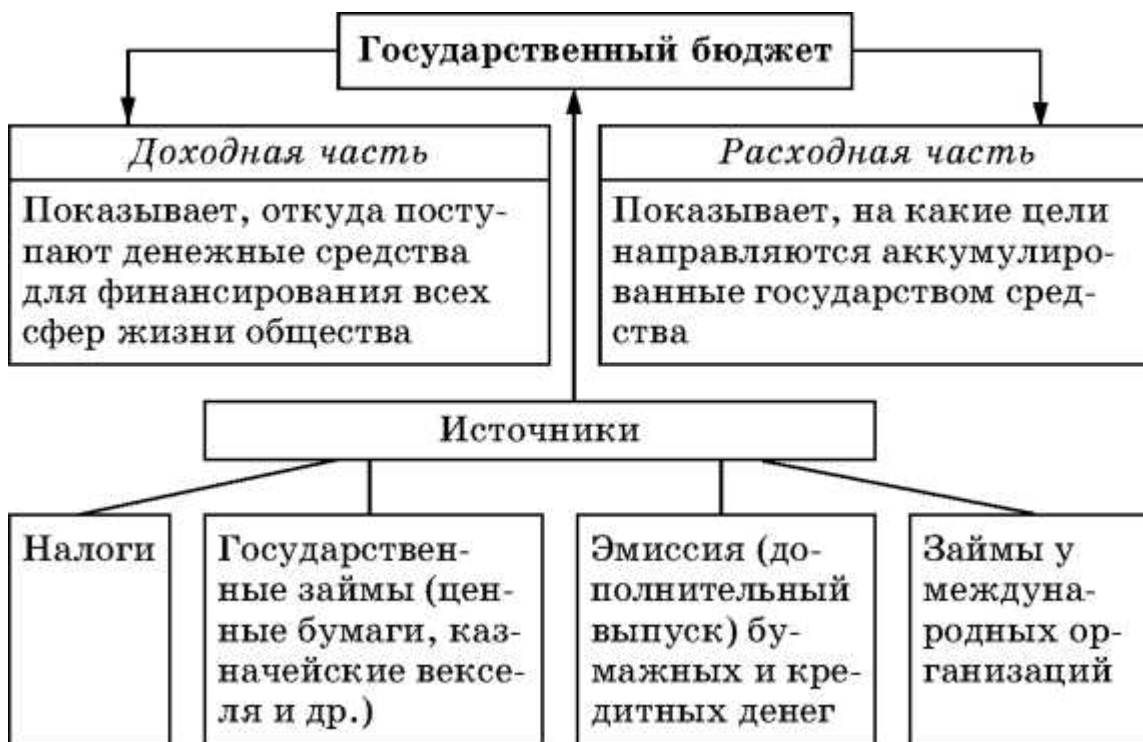 Государственный бюджет
Доходная часть
Показывает, откуда посту-
пают денежные средства
для финансирования всех
сфер жизни общества
Расходная часть
Показывает, на какие цели
направляются аккумулиро-
ванные государством сред-
ства
Источники
Налоги
Государствен-
ные займы (цен-
ные бумаги, каз-
начейские вексе-
ля и др.)
Эмиссия (до-
полнительный
выпуск) бу-
мажных и кре-
дитных денег
Займы у
междуна-
родных ор-
ганизаций